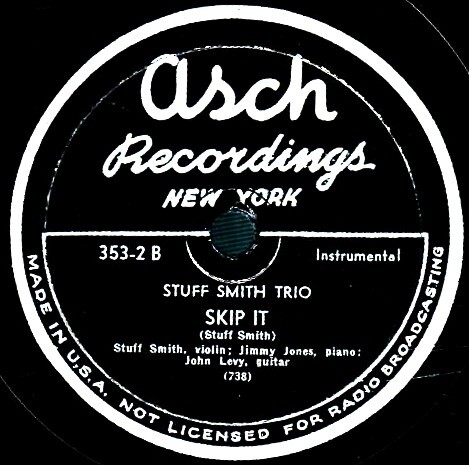 asch
Recordings
NEW YORK
353-2 B
Instrumental
STUFF SMITH TRIO
SKIP IT
(Stuff Smith)
Stuff Smith, violin; Jimmy Jones, piano;
John Levy, guitar
(738)
MADE IN U.S.A. NOT LICENSED FOR RADIO BROADCASTING